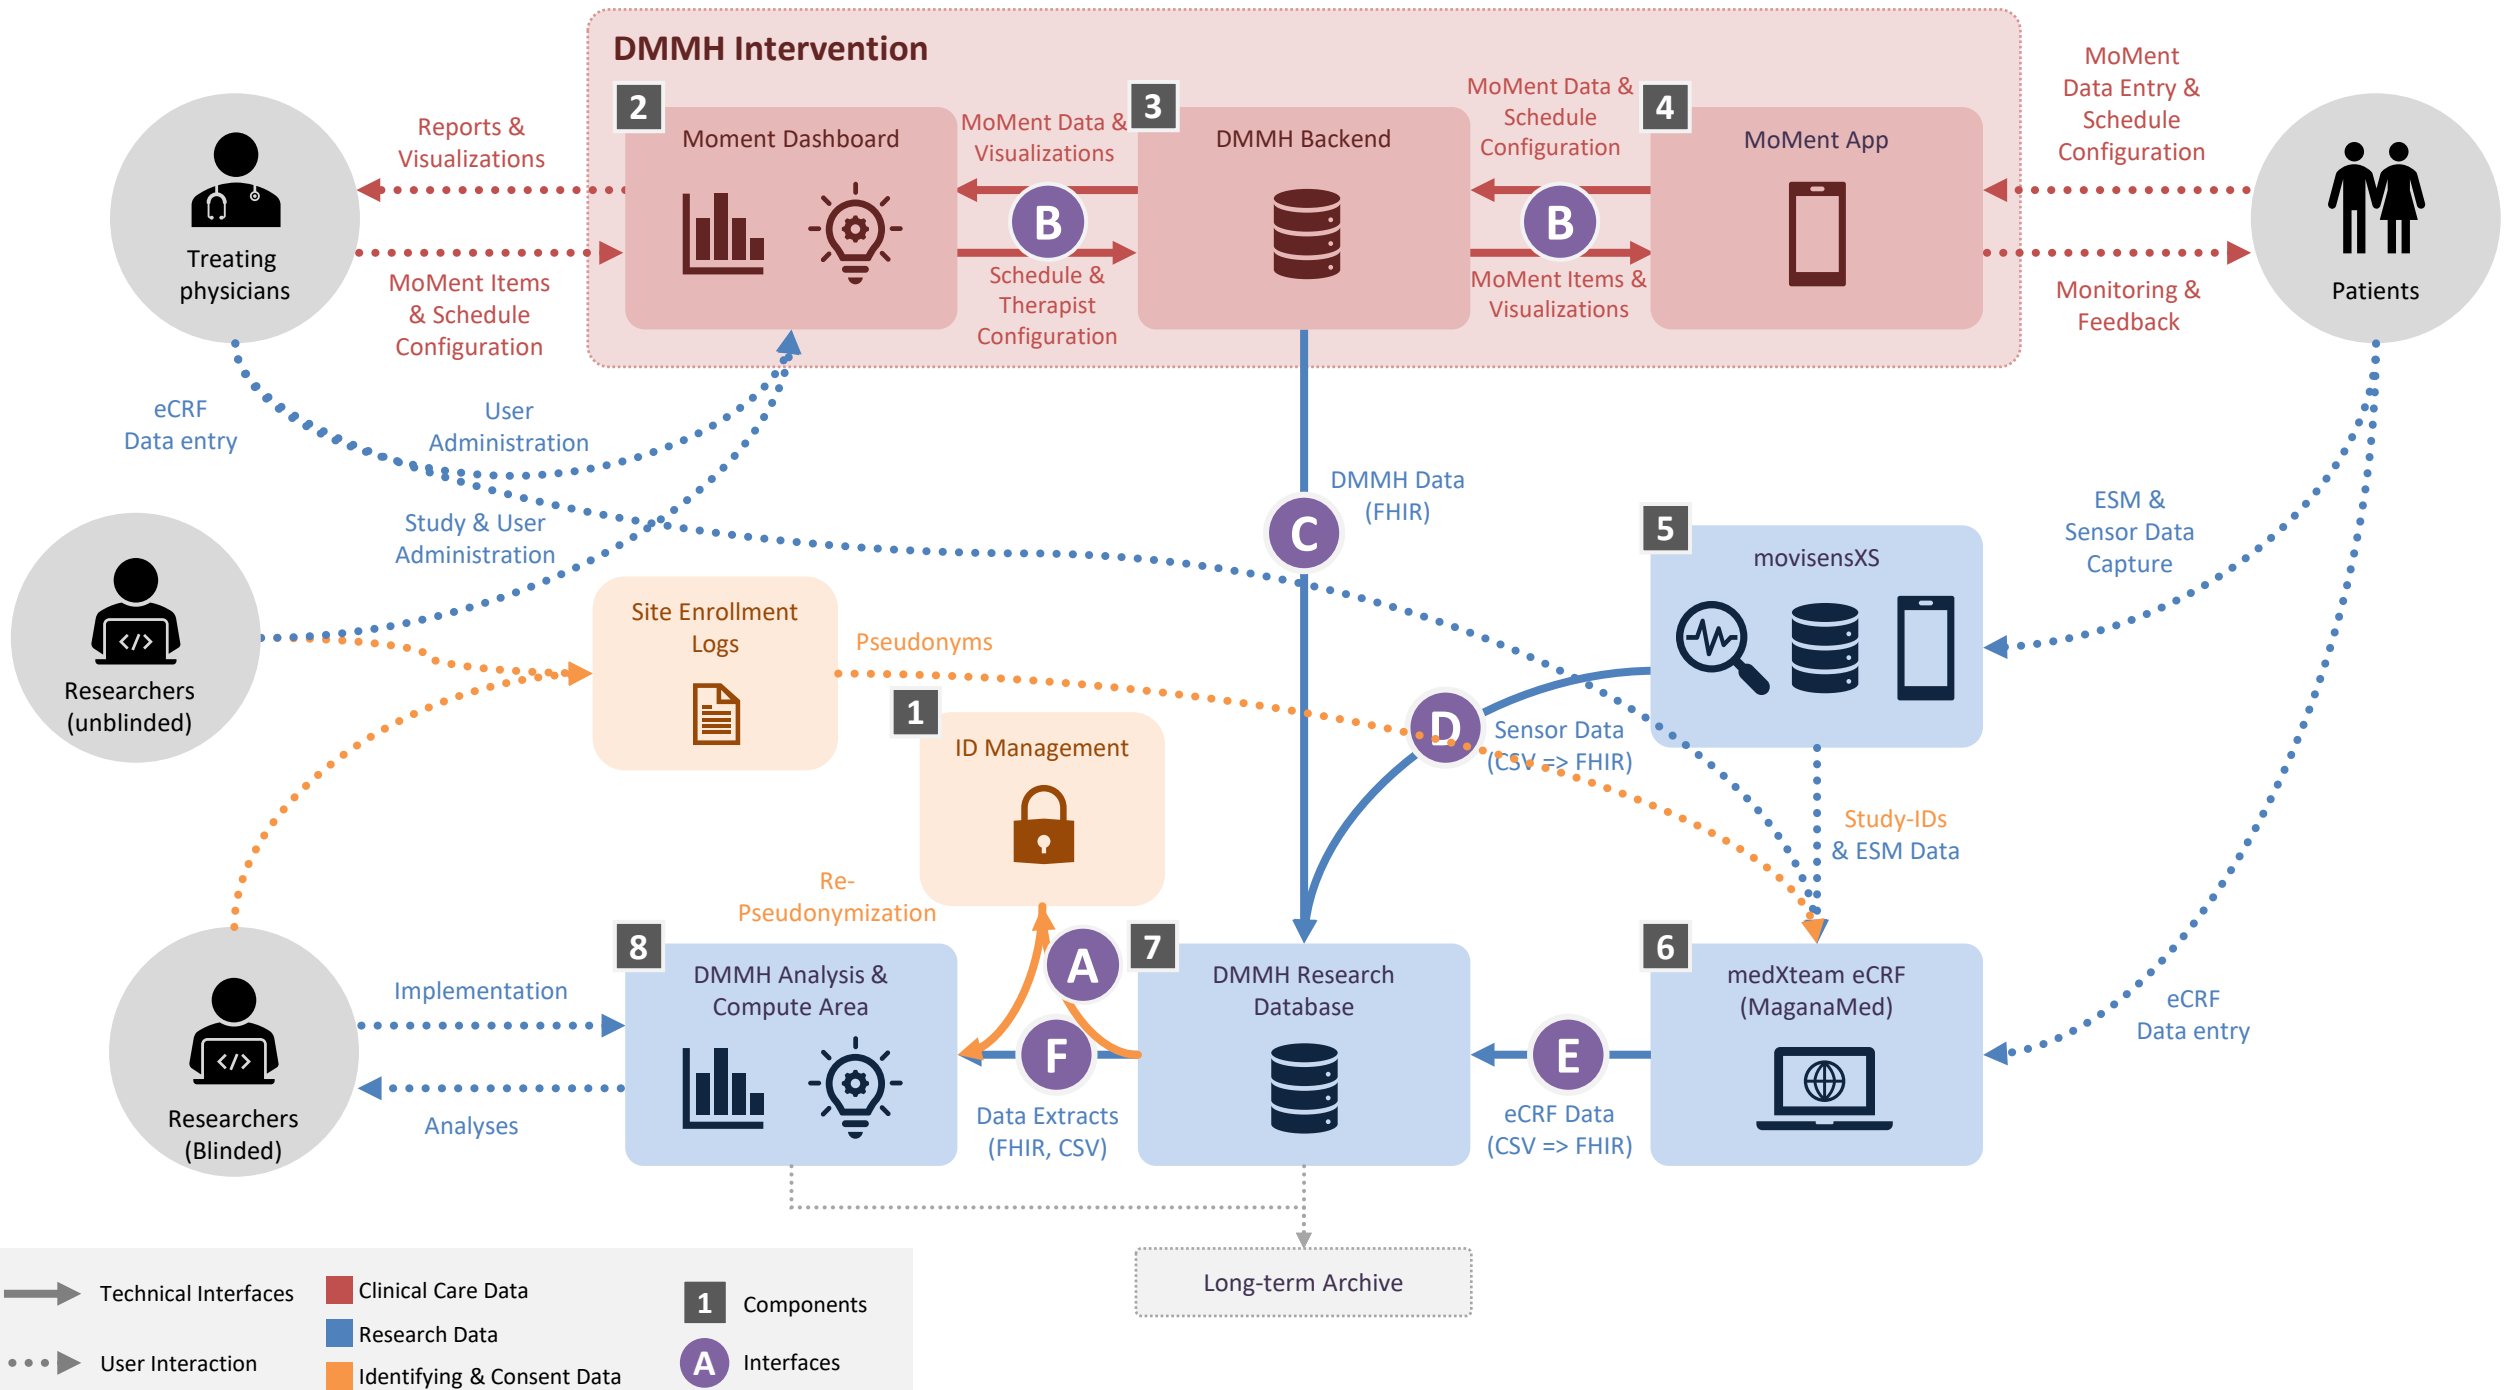 DMMH Intervention
MoMent
Data Entry &
Schedule
Configuration
2
Moment Dashboard
3
DMMH Backend
4
MoMent App
Reports &
Visualizations
MoMent Data &
Visualizations
MoMent Data &
Schedule
Configuration
B
B
Treating
physicians
MoMent Items
& Schedule
Configuration
Schedule &
Therapist
Configuration
MoMent Items &
Visualizations
Monitoring &
Feedback
Patients
eCRF
Data entry
User
Administration
Study & User
Administration
DMMH Data
(FHIR)
C
ESM &
Sensor Data
Capture
5
movisensXS
</>
Researchers
(unblinded)
Site Enrollment
Logs
Pseudonyms
1
ID Management
D
Sensor Data
(CSV => FHIR)
Study-IDs
& ESM Data
Re-
Pseudonymization
A
8
DMMH Analysis &
Compute Area
7
DMMH Research
Database
6
medXteam eCRF
(MaganaMed)
eCRF
Data entry
Implementation
</>
Researchers
(Blinded)
Analyses
F
Data Extracts
(FHIR, CSV)
E
eCRF Data
(CSV => FHIR)
Long-term Archive
Technical Interfaces
User Interaction
Clinical Care Data
Research Data
Identifying & Consent Data
1
Components
A
Interfaces